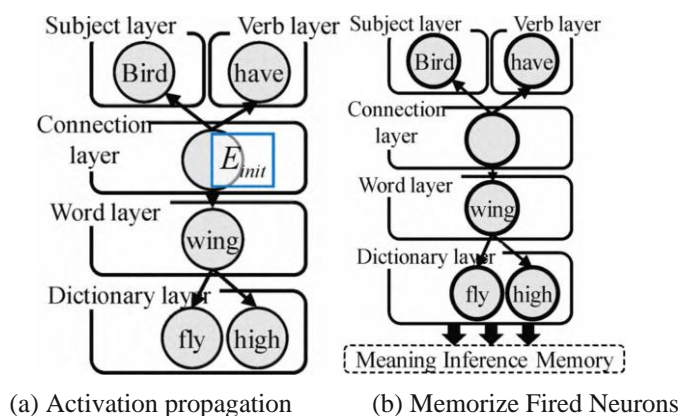 Subject layer Verb layer
Bird have
Connection layer
E_init
Word layer
wing
Dictionary layer
fly high
(a) Activation propagation
Subject layer Verb layer
Bird have
Connection layer
Word layer
wing
Dictionary layer
fly high
Meaning Inference Memory
(b) Memorize Fired Neurons